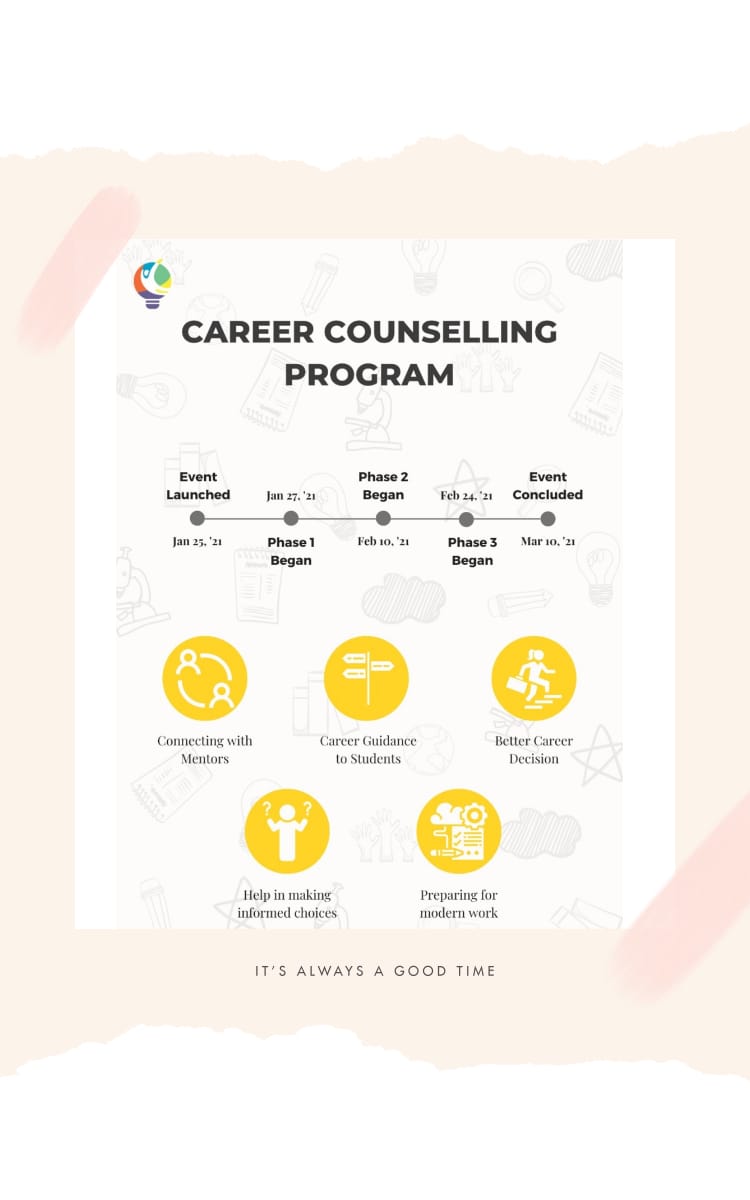 CAREER COUNSELLING
PROGRAM
Event
Launched
Jan 25, '21
Jan 27, '21
Phase 1
Began
Phase 2
Began
Feb 10, '21
Feb 24, '21
Phase 3
Began
Event
Concluded
Mar 10, '21
Connecting with
Mentors
Career Guidance
to Students
Better Career
Decision
Help in making
informed choices
Preparing for
modern work
IT'S ALWAYS A GOOD TIME